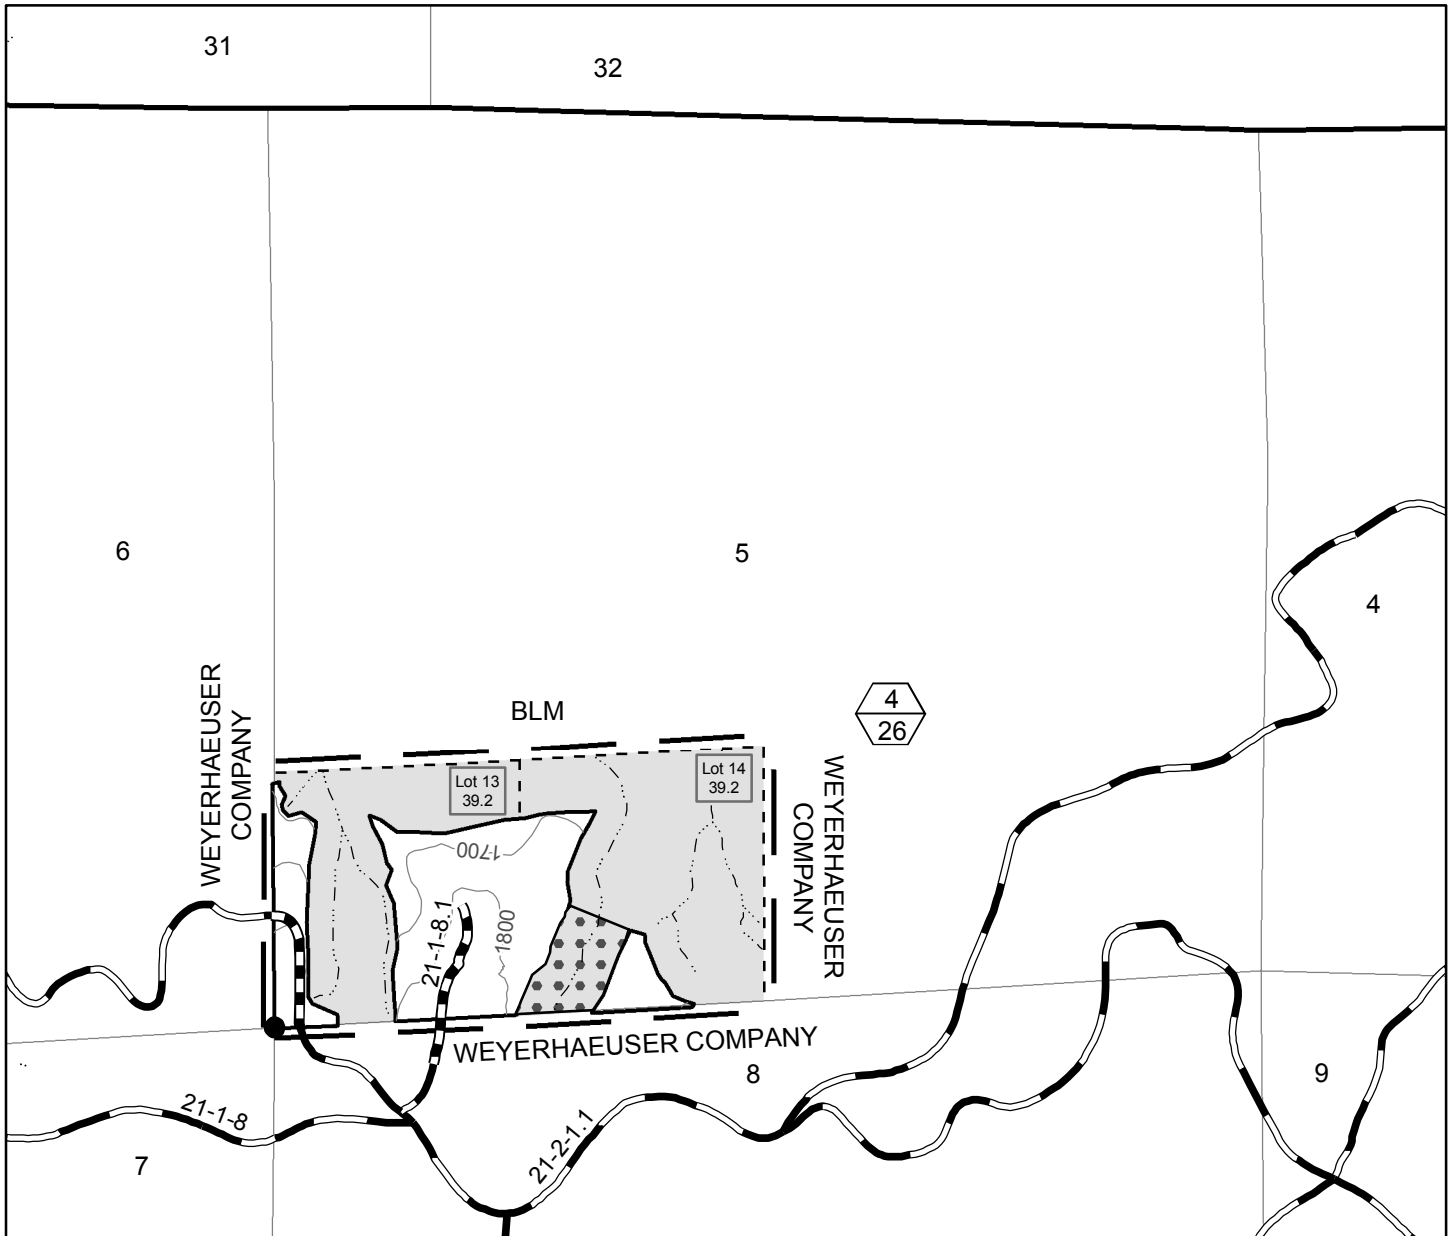 31
32
6
5
4
BLM
4
26
WEYERHAEUSER
COMPANY
Lot 13
39.2
Lot 14
39.2
WEYERHAEUSER
COMPANY
1700
1800
21-1-8.1
WEYERHAEUSER COMPANY
8
9
21-1-8
21-2-1.1
7